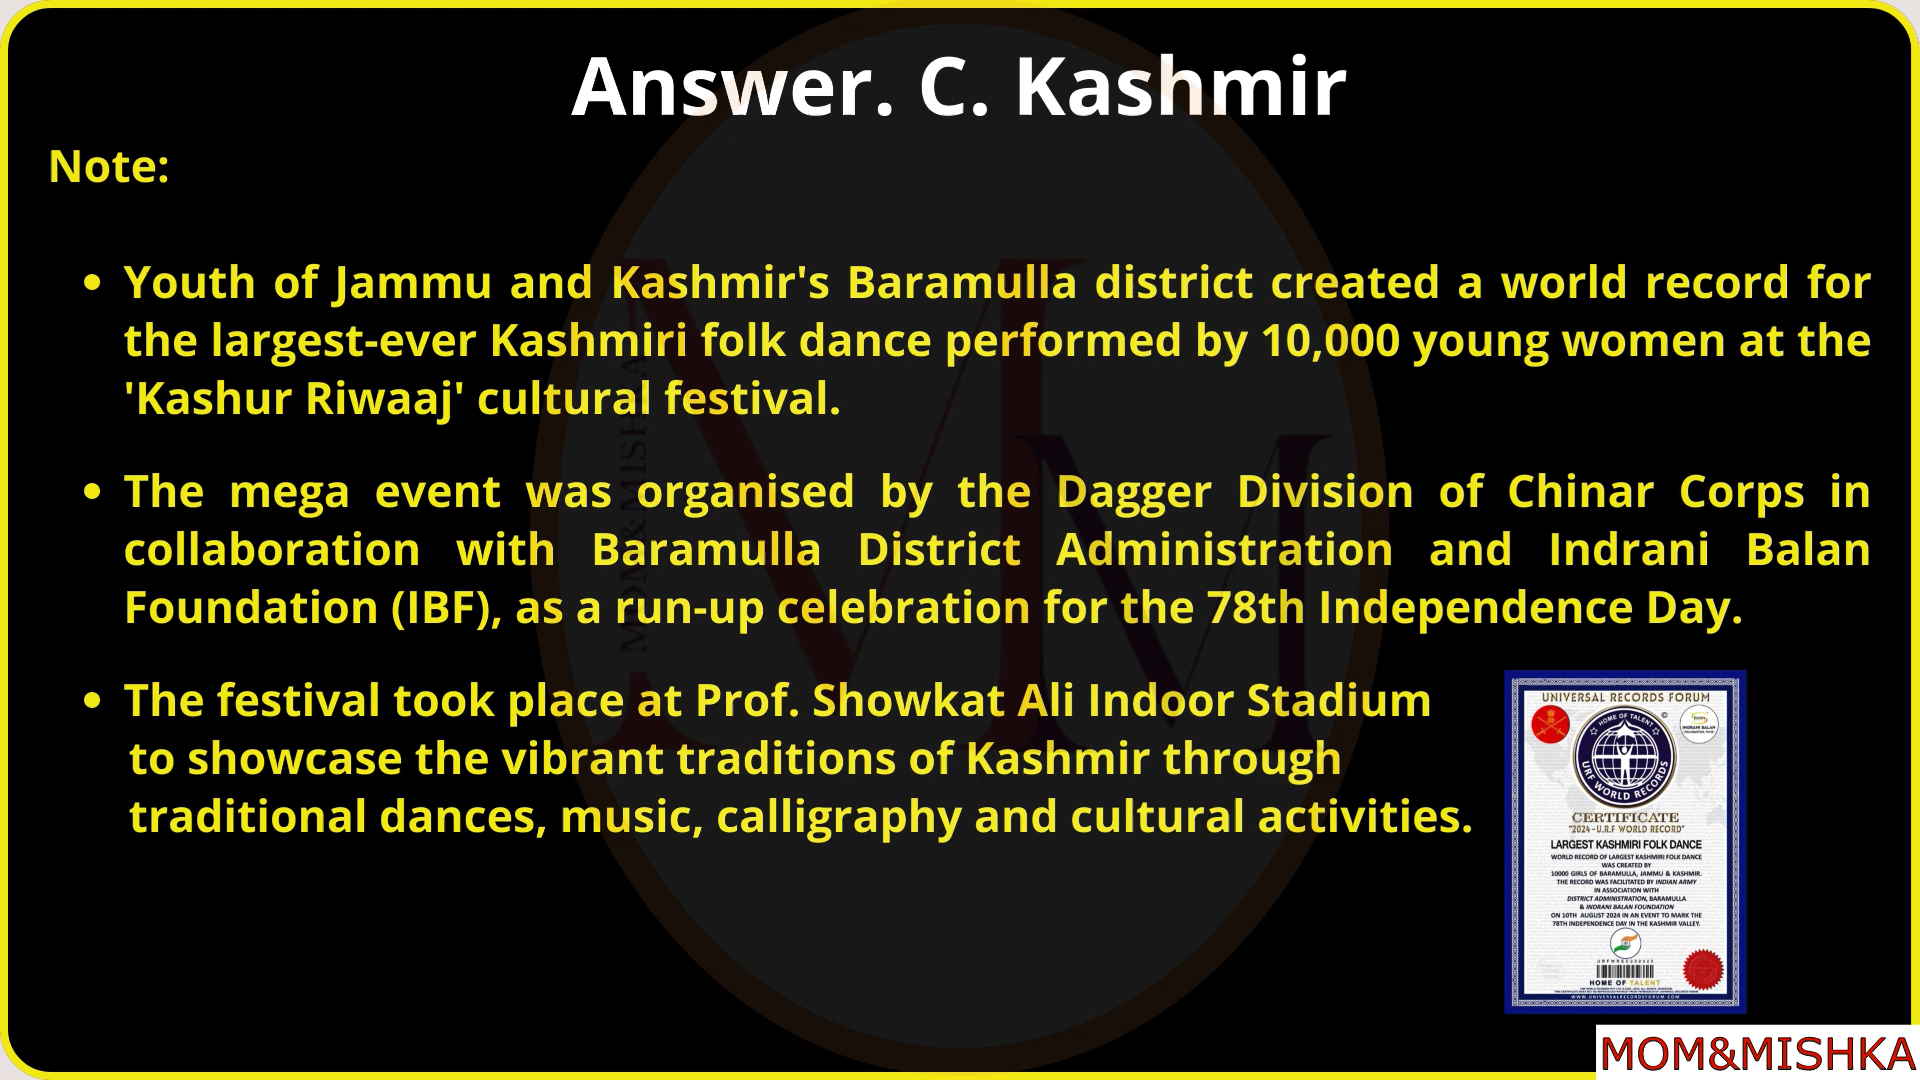 Answer. C. Kashmir
Note:
• Youth of Jammu and Kashmir's Baramulla district created a world record for
the largest-ever Kashmiri folk dance performed by 10,000 young women at the
'Kashur Riwaaj' cultural festival.
• The mega event was organised by the Dagger Division of Chinar Corps in
collaboration with Baramulla District Administration and Indrani Balan
Foundation (IBF), as a run-up celebration for the 78th Independence Day.
• The festival took place at Prof. Showkat Ali Indoor Stadium
to showcase the vibrant traditions of Kashmir through
traditional dances, music, calligraphy and cultural activities.
UNIVERSAL RECORDS FORUM
HOME OF TALENT
URF WORLD RECORDS
INDRANI BALAN
CERTIFICATE
"2024 - U.R.F WORLD RECORD"
LARGEST KASHMIRI FOLK DANCE
WORLD RECORD OF LARGEST KASHMIRI FOLK DANCE
WAS CREATED BY
10000 GIRLS OF BARAMULLA, JAMMU & KASHMIR.
THE RECORD WAS FACILITATED BY INDIAN ARMY
IN ASSOCIATION WITH
DISTRICT ADMINISTRATION, BARAMULLA
& INDRANI BALAN FOUNDATION
ON 10TH AUGUST 2024 IN AN EVENT TO MARK THE
78TH INDEPENDENCE DAY IN THE KASHMIR VALLEY.
HOME OF TALENT
WWW.UNIVERSALRECORDSFORUM.COM
MOM&MISHKA
MOM&MISHKA